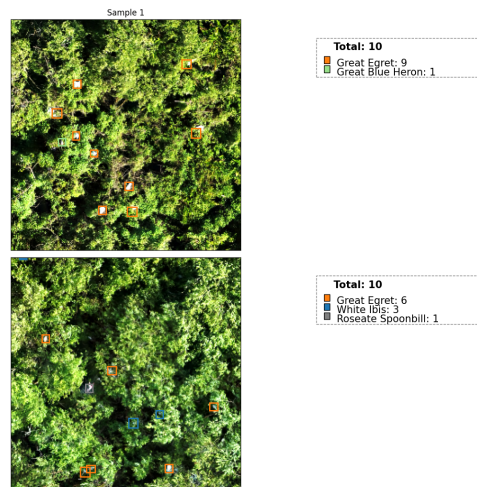 Sample 1
Total: 10
Great Egret: 9
Great Blue Heron: 1
Total: 10
Great Egret: 6
White Ibis: 3
Roseate Spoonbill: 1